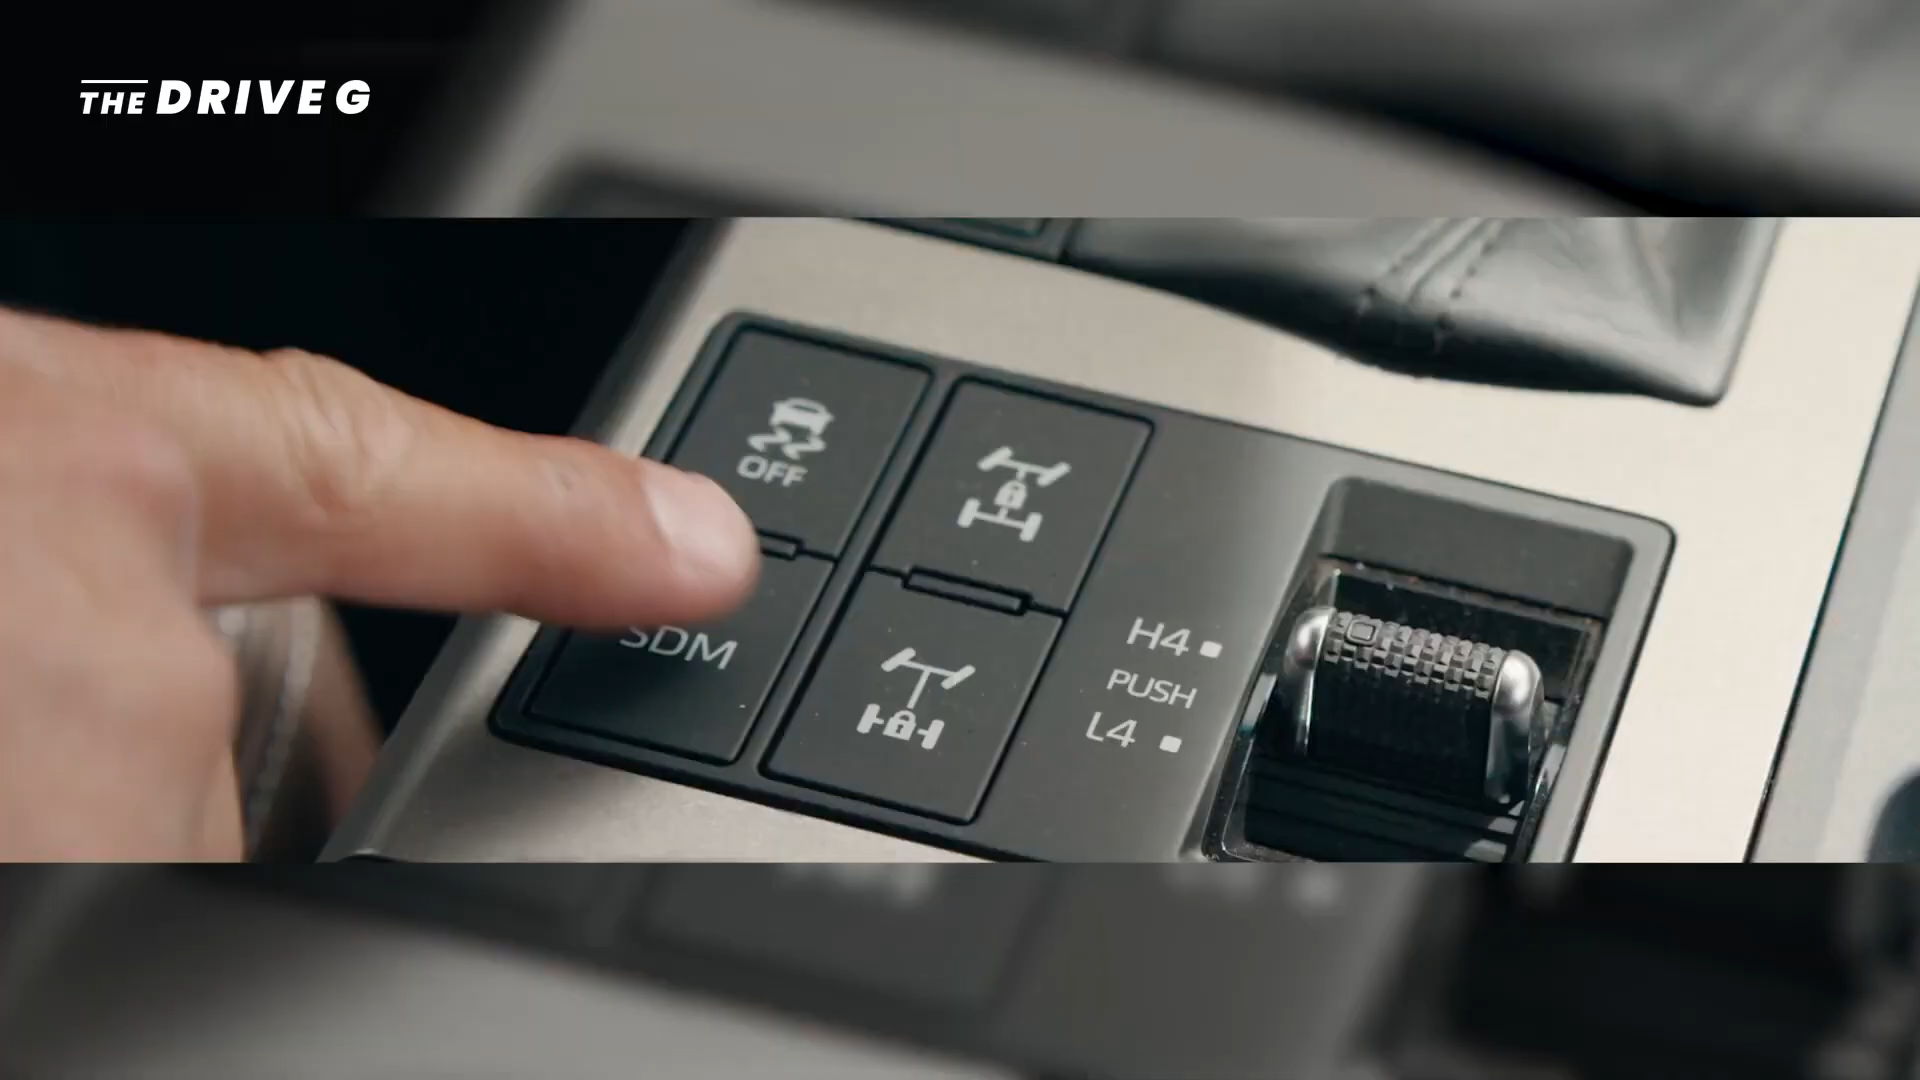 THE DRIVE G
OFF
SDM
H4
PUSH
L4